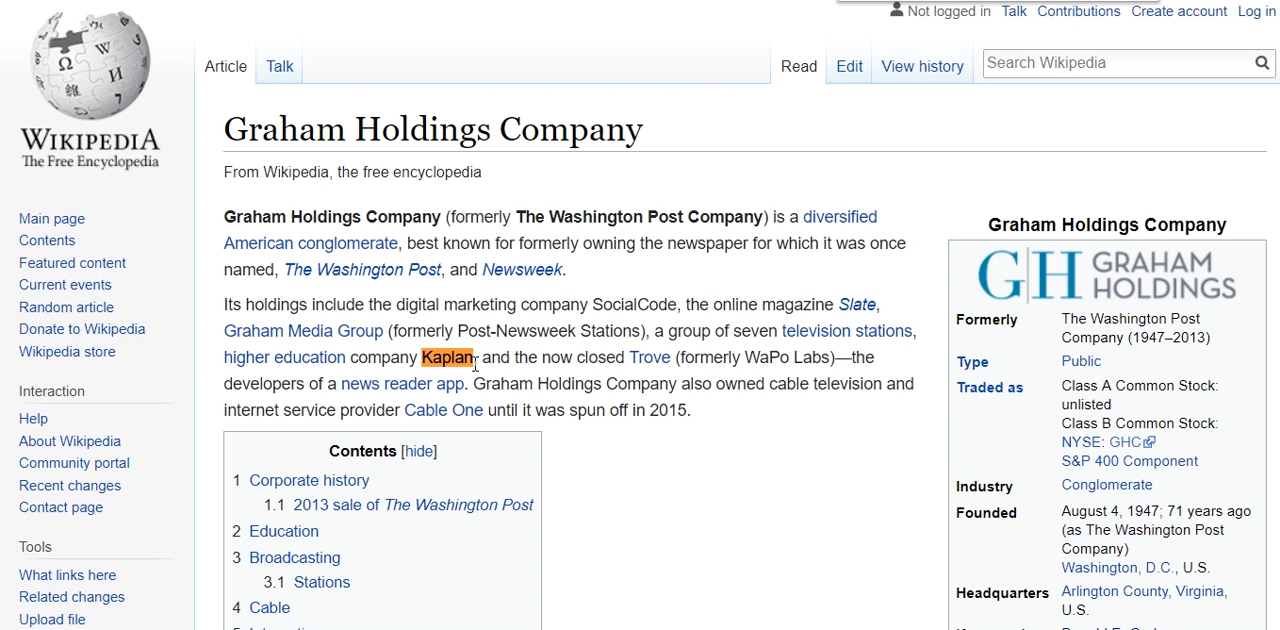 Not logged in Talk Contributions Create account Log in
WIKIPEDIA
The Free Encyclopedia
Article Talk Read Edit View history Search Wikipedia
Graham Holdings Company
From Wikipedia, the free encyclopedia
Graham Holdings Company (formerly The Washington Post Company) is a diversified
American conglomerate, best known for formerly owning the newspaper for which it was once
named, The Washington Post, and Newsweek.
Its holdings include the digital marketing company SocialCode, the online magazine Slate,
Graham Media Group (formerly Post-Newsweek Stations), a group of seven television stations,
higher education company Kaplan, and the now closed Trove (formerly WaPo Labs)—the
developers of a news reader app. Graham Holdings Company also owned cable television and
internet service provider Cable One until it was spun off in 2015.
Contents [hide]
1 Corporate history
1.1 2013 sale of The Washington Post
2 Education
3 Broadcasting
3.1 Stations
4 Cable
Main page
Contents
Featured content
Current events
Random article
Donate to Wikipedia
Wikipedia store
Interaction
Help
About Wikipedia
Community portal
Recent changes
Contact page
Tools
What links here
Related changes
Upload file
Graham Holdings Company
GH GRAHAM
HOLDINGS
Formerly The Washington Post
Company (1947–2013)
Type Public
Traded as Class A Common Stock:
unlisted
Class B Common Stock:
NYSE: GHC
S&P 400 Component
Industry Conglomerate
Founded August 4, 1947; 71 years ago
(as The Washington Post
Company)
Washington, D.C., U.S.
Headquarters Arlington County, Virginia,
U.S.